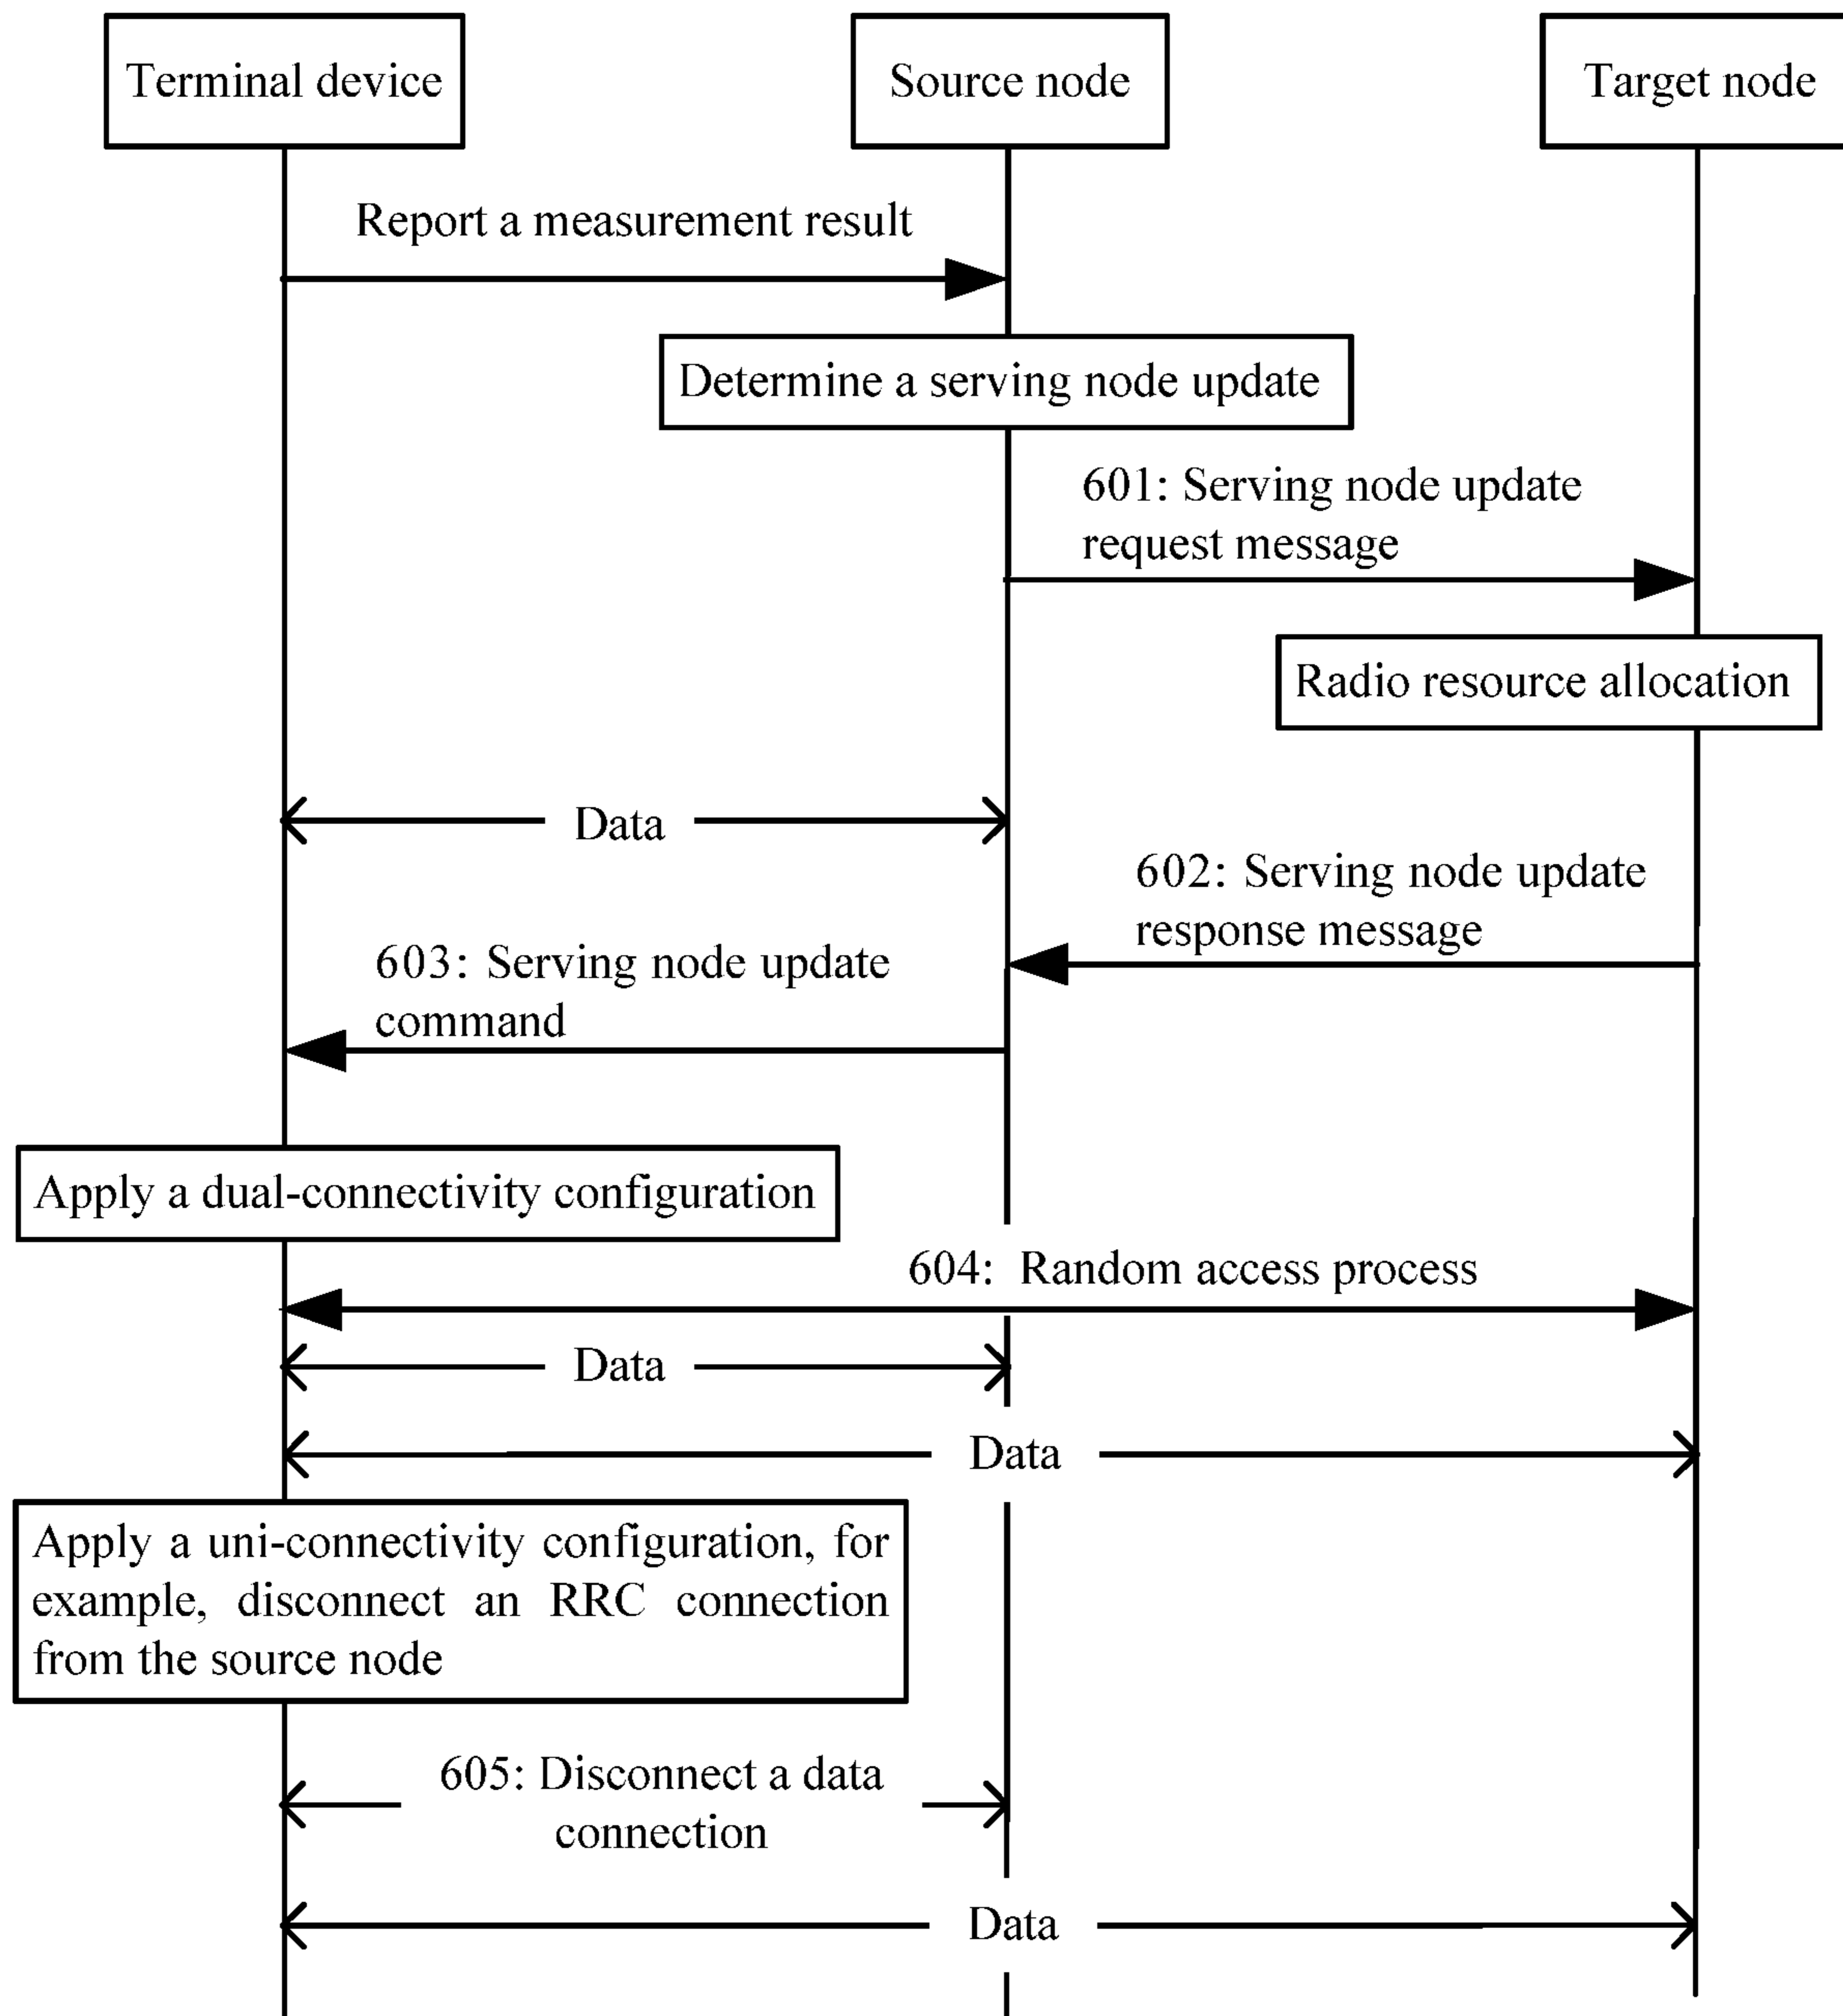 Terminal device
Source node
Target node
Report a measurement result
Determine a serving node update
601: Serving node update
request message
Radio resource allocation
Data
602: Serving node update
response message
603: Serving node update
command
Apply a dual-connectivity configuration
604: Random access process
Data
Data
Apply a uni-connectivity configuration, for
example, disconnect an RRC connection
from the source node
605: Disconnect a data
connection
Data